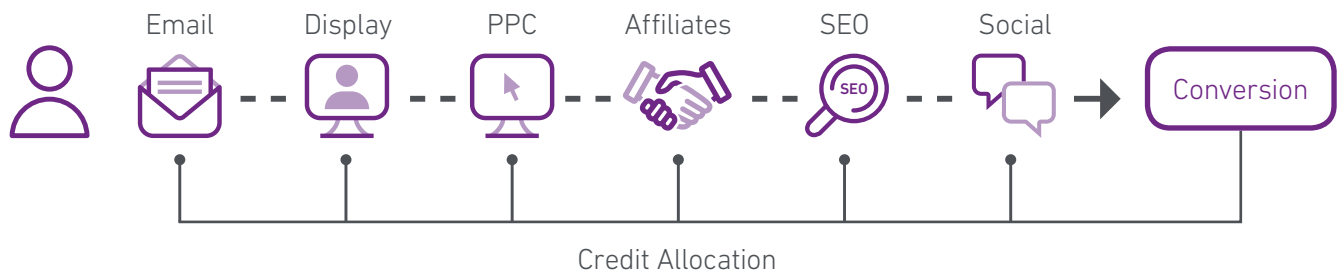 Email Display PPC Affiliates SEO Social
SEO
Conversion
Credit Allocation